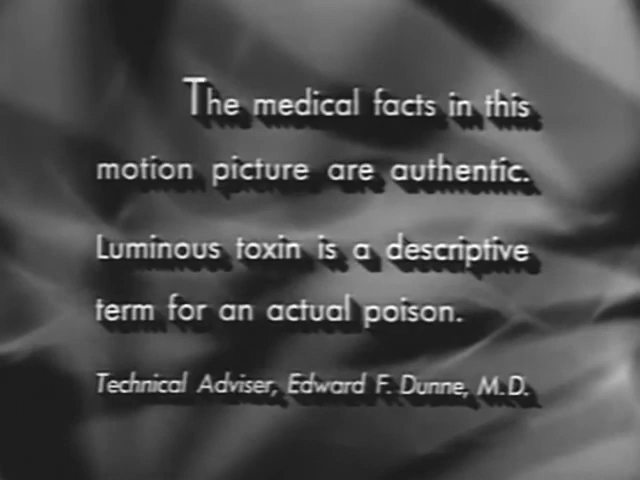 The medical facts in this
motion picture are authentic.
Luminous toxin is a descriptive
term for an actual poison.
Technical Adviser, Edward F. Dunne, M.D.